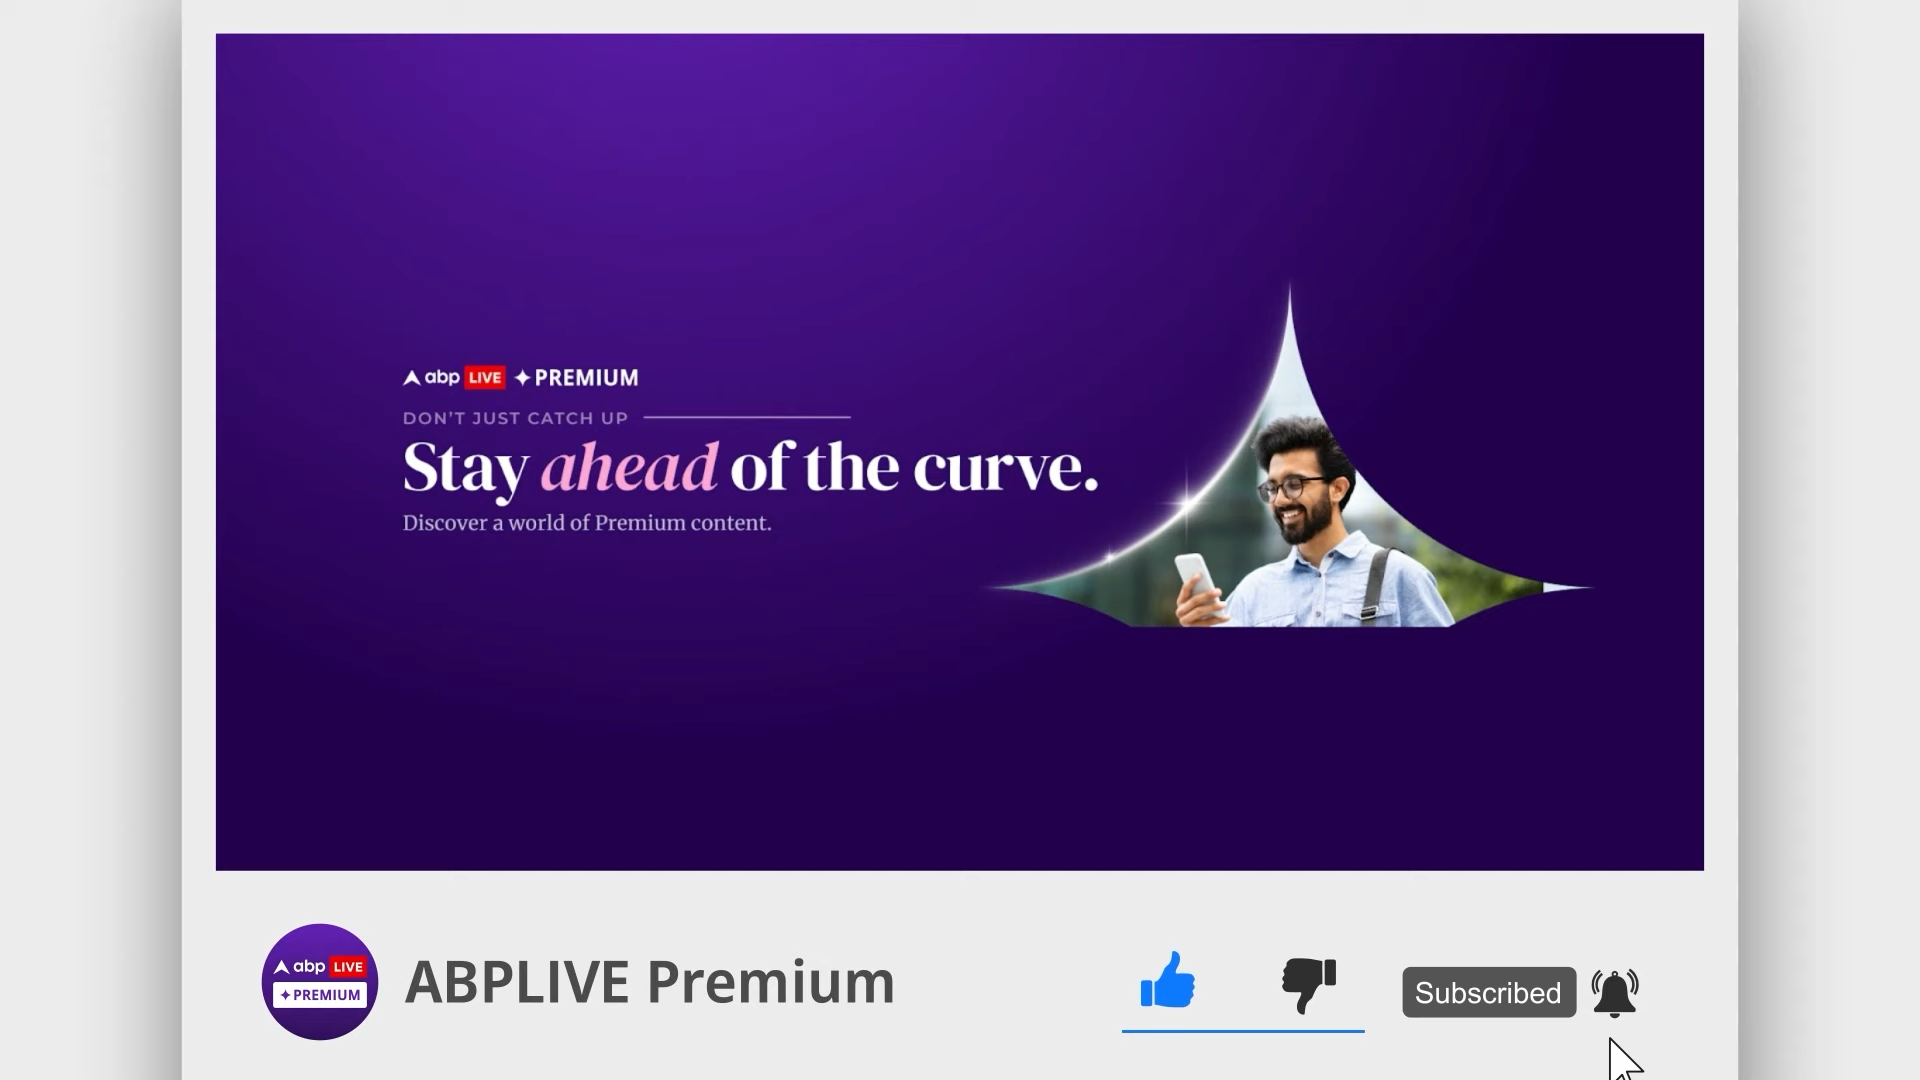 abp LIVE PREMIUM
DON'T JUST CATCH UP
Stay ahead of the curve.
Discover a world of Premium content.
abp LIVE
PREMIUM
ABPLIVE Premium
Subscribed